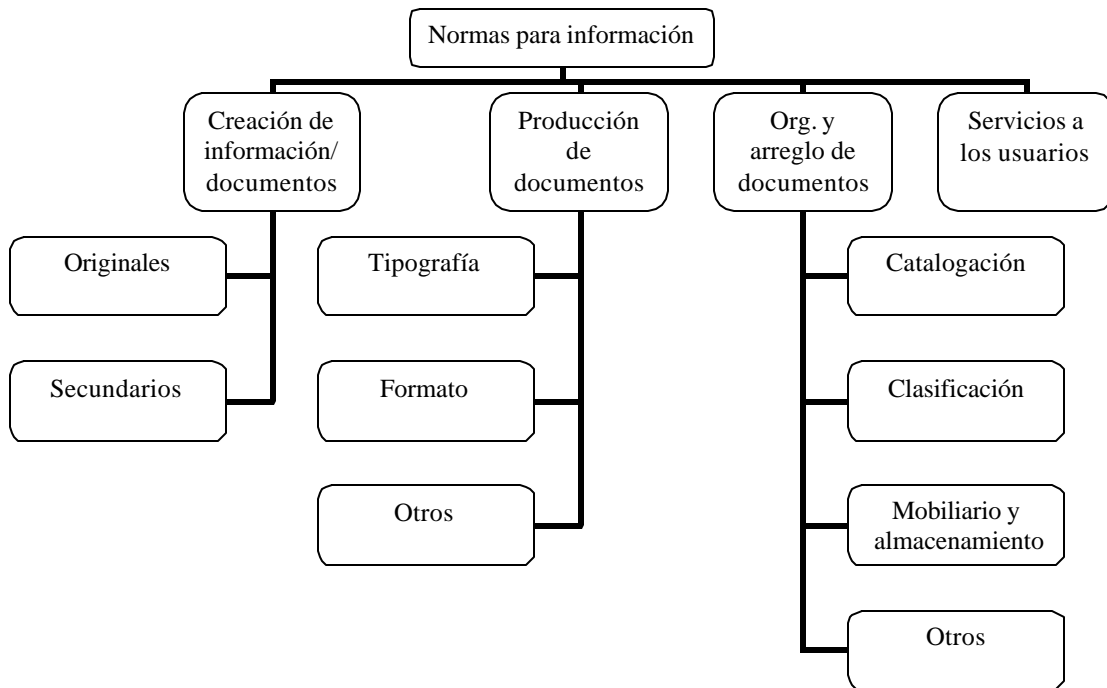 Normas para información
Creación de
información/
documentos
Producción
de
documentos
Org. y
arreglo de
documentos
Servicios a
los usuarios
Originales
Secundarios
Tipografía
Formato
Otros
Catalogación
Clasificación
Mobiliario y
almacenamiento
Otros